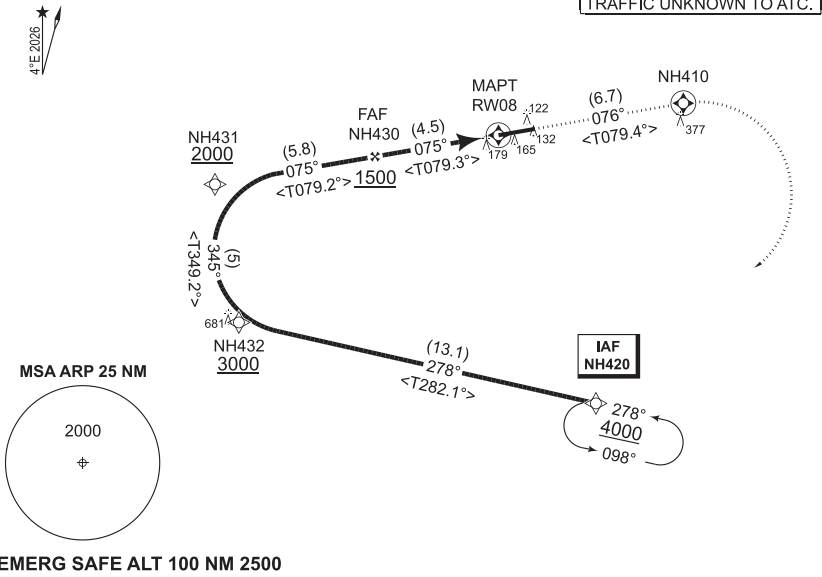 TRAFFIC UNKNOWN TO ATC.
4°E 2026
NH410
MAPT
RW08
(6.7)
076°
<T079.4°>
122
132
165
179
377
FAF
NH430
(4.5)
075°
<T079.3°>
1500
NH431
2000
(5.8)
075°
<T079.2°>
(5)
345°
<T349.2°>
681
NH432
3000
(13.1)
278°
<T282.1°>
IAF
NH420
278°
4000
098°
MSA ARP 25 NM
2000
EMERG SAFE ALT 100 NM 2500